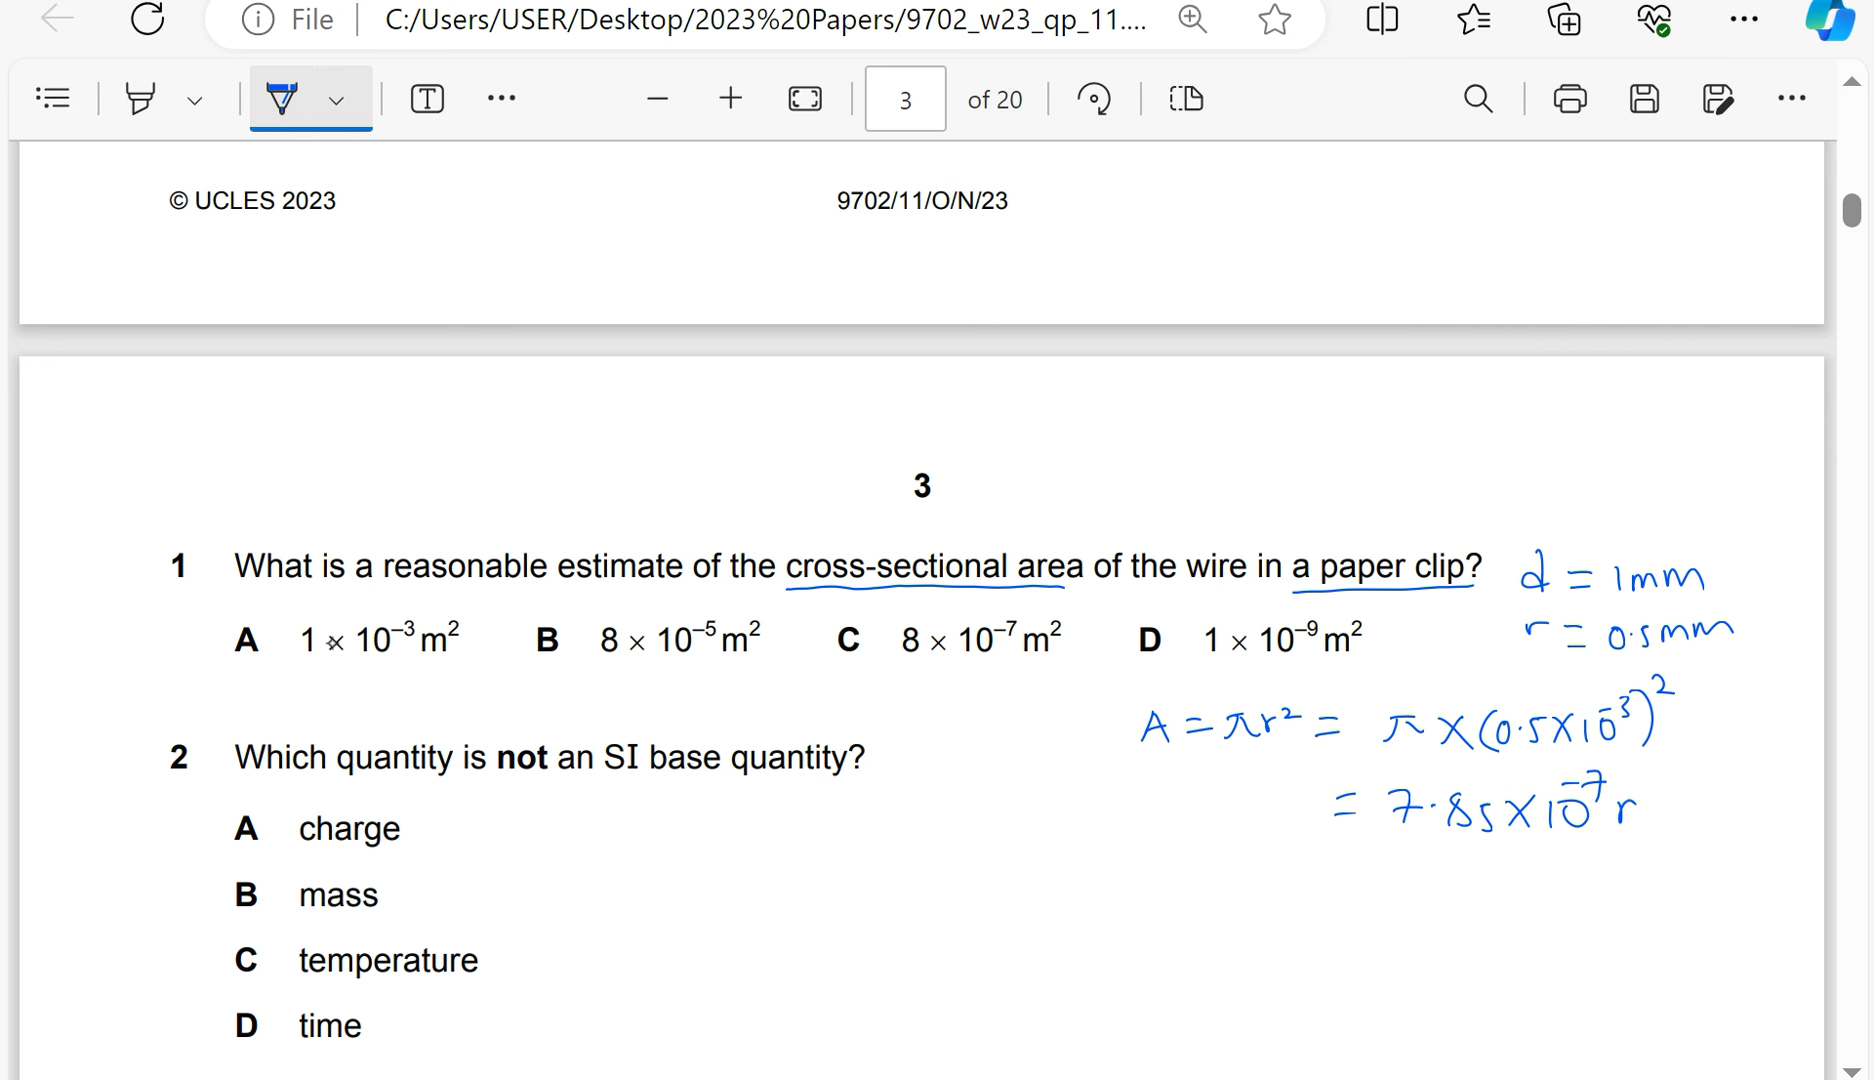 File C:/Users/USER/Desktop/2023%20Papers/9702_w23_qp_11....
3 of 20
© UCLES 2023 9702/11/O/N/23
3
1 What is a reasonable estimate of the cross-sectional area of the wire in a paper clip? d = 1mm
A 1 × 10⁻³ m² B 8 × 10⁻⁵ m² C 8 × 10⁻⁷ m² D 1 × 10⁻⁹ m² r = 0.5mm
A = πr² = π × (0.5×10⁻³)²
2 Which quantity is not an SI base quantity?
= 7.85×10⁻⁷ r
A charge
B mass
C temperature
D time